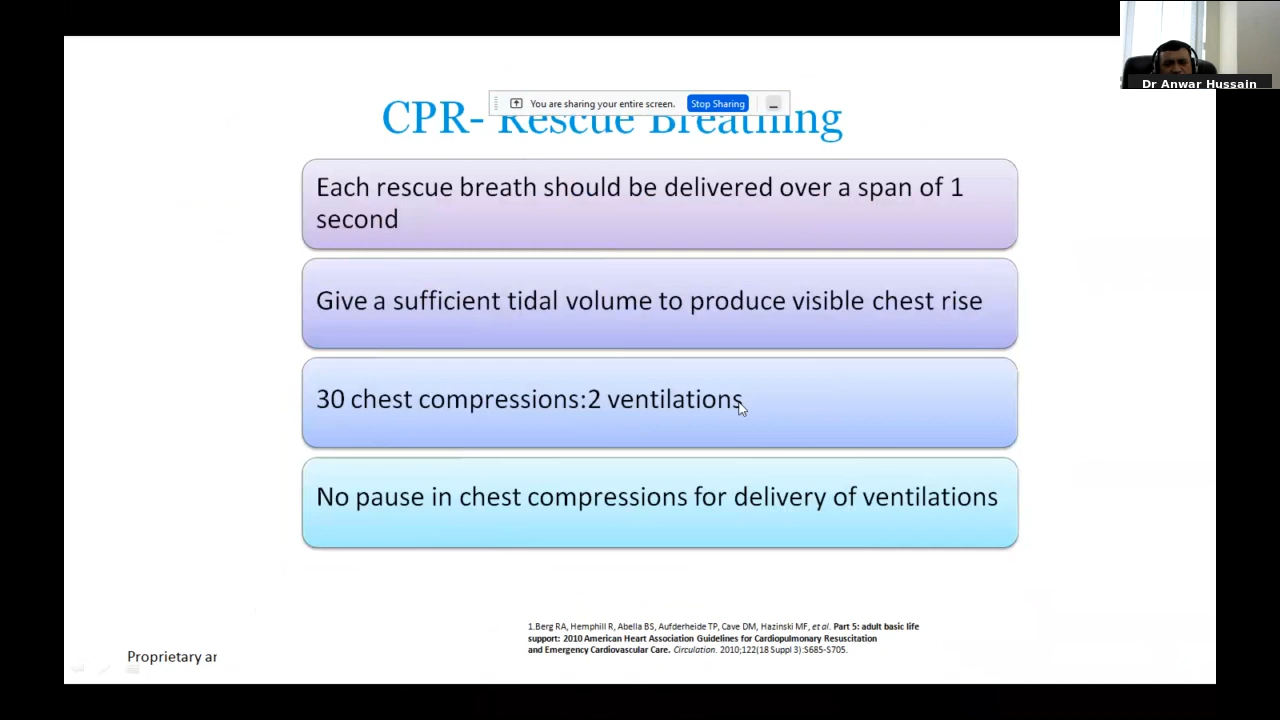 Dr Anwar Hussain
You are sharing your entire screen. Stop Sharing
CPR- Rescue Breathing
Each rescue breath should be delivered over a span of 1
second
Give a sufficient tidal volume to produce visible chest rise
30 chest compressions:2 ventilations
No pause in chest compressions for delivery of ventilations
1.Berg RA, Hemphill R, Abella BS, Aufderheide TP, Cave DM, Hazinski MF, et al. Part 5: adult basic life
support: 2010 American Heart Association Guidelines for Cardiopulmonary Resuscitation
and Emergency Cardiovascular Care. Circulation. 2010;122(18 Suppl 3):S685-S705.
Proprietary ar